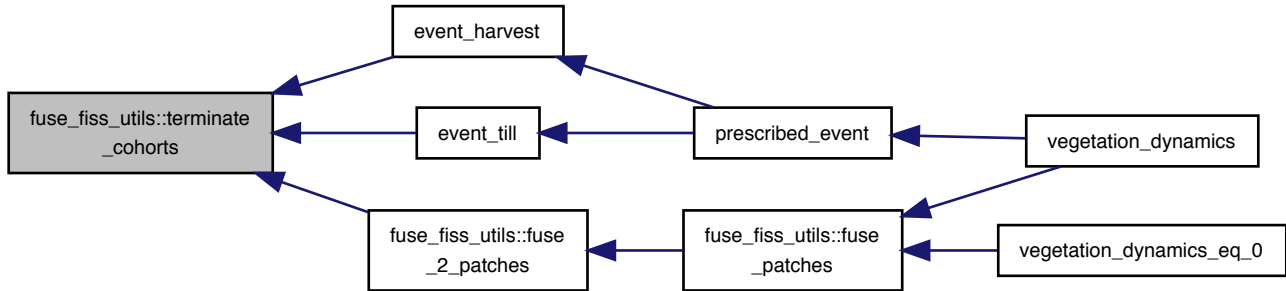 event_harvest
fuse_fiss_utils::terminate
_cohorts
event_till
prescribed_event
vegetation_dynamics
fuse_fiss_utils::fuse
_2_patches
fuse_fiss_utils::fuse
_patches
vegetation_dynamics_eq_0